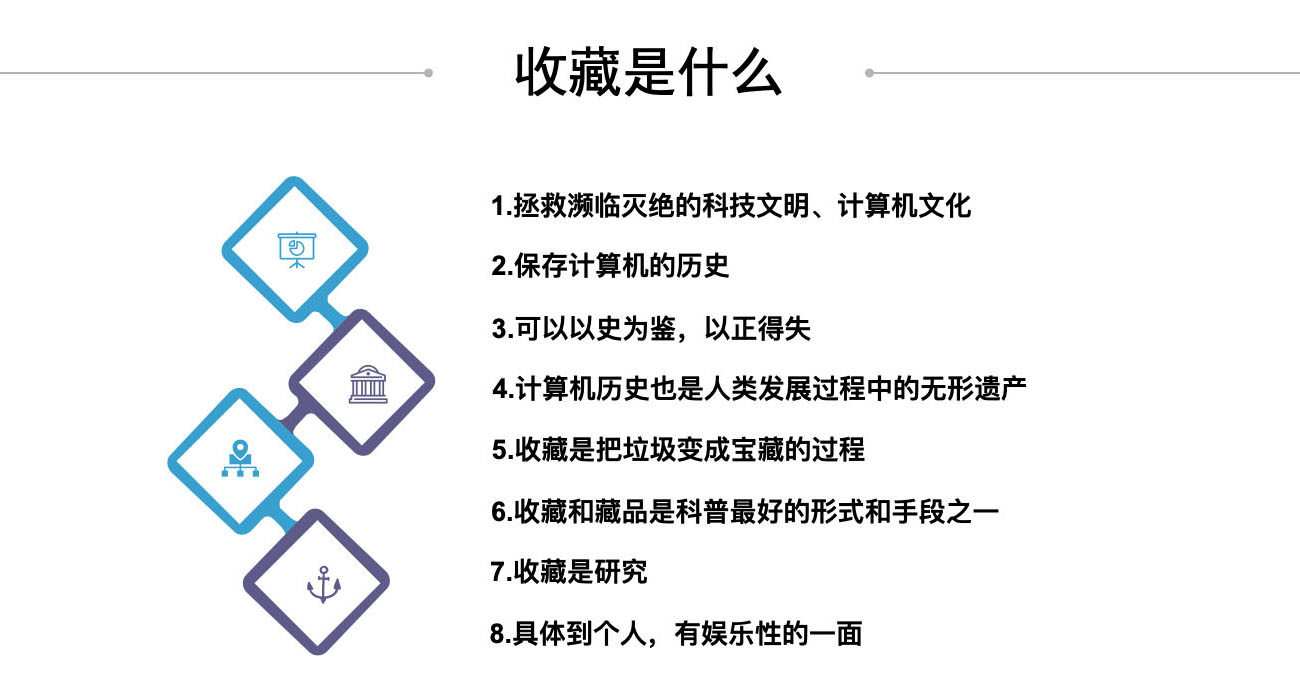 收藏是什么
1.拯救濒临灭绝的科技文明、计算机文化
2.保存计算机的历史
3.可以以史为鉴，以正得失
4.计算机历史也是人类发展过程中的无形遗产
5.收藏是把垃圾变成宝藏的过程
6.收藏和藏品是科普最好的形式和手段之一
7.收藏是研究
8.具体到个人，有娱乐性的一面